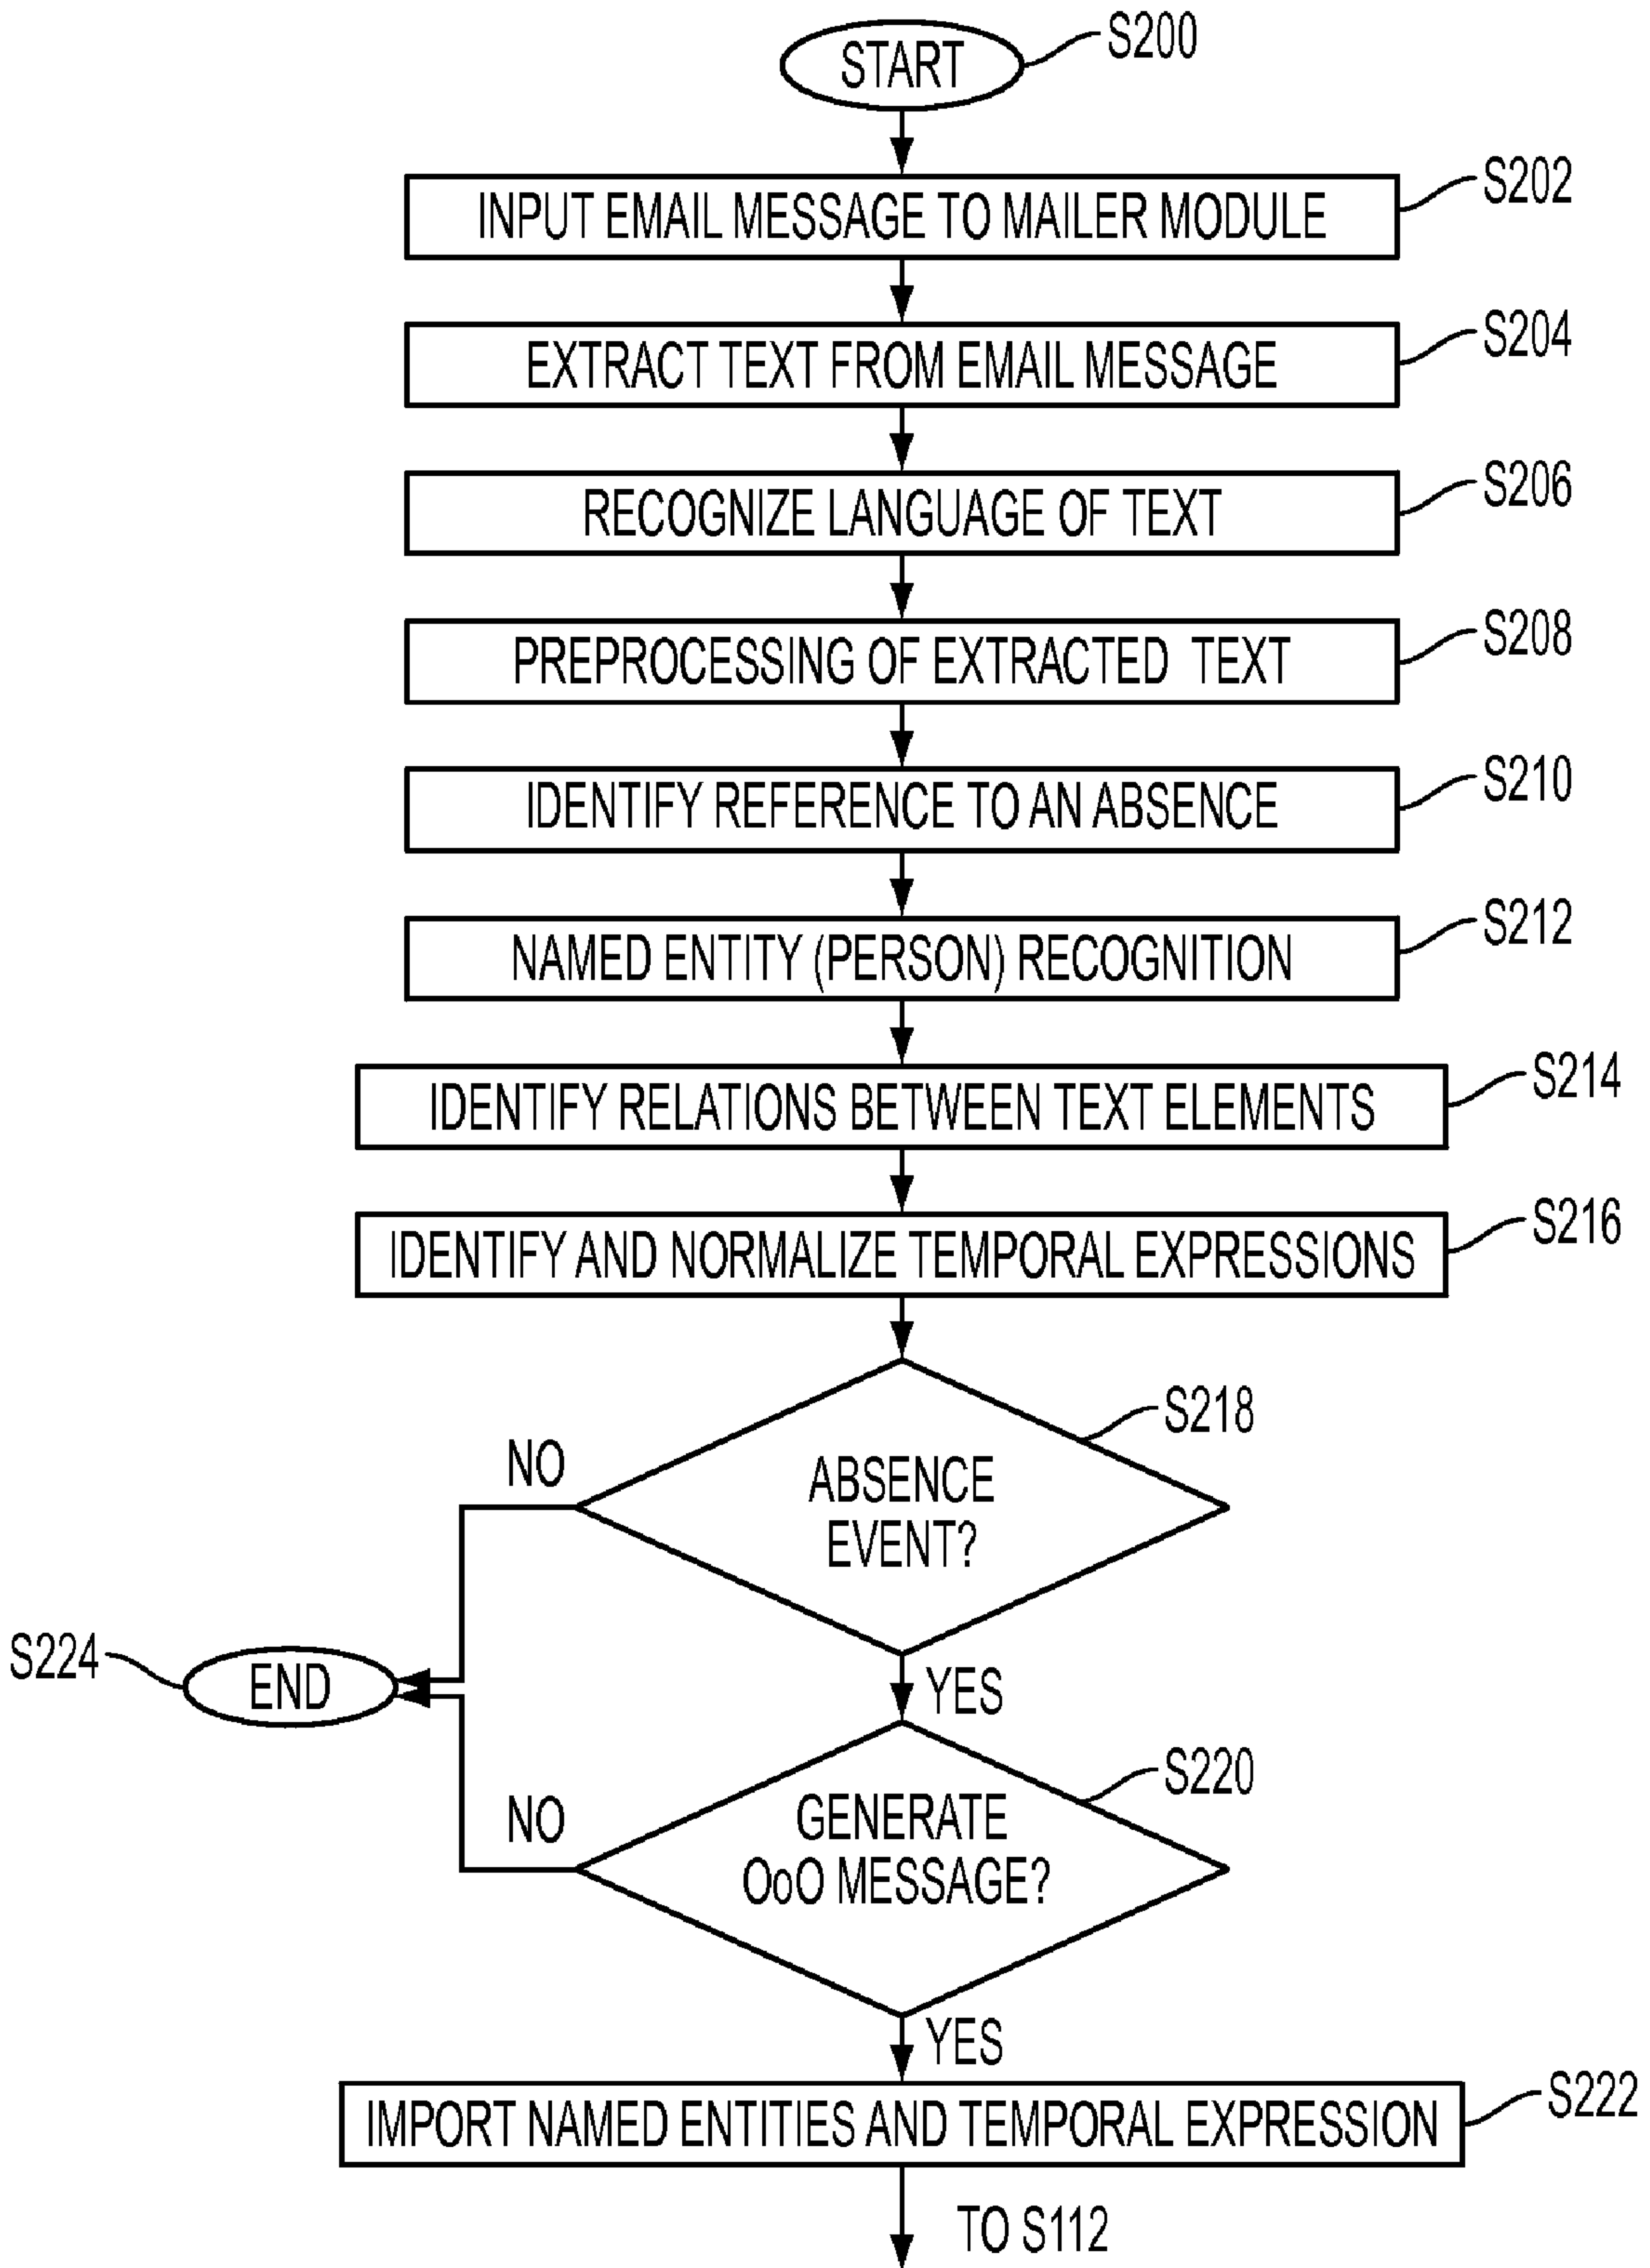 START
S200
INPUT EMAIL MESSAGE TO MAILER MODULE
S202
EXTRACT TEXT FROM EMAIL MESSAGE
S204
RECOGNIZE LANGUAGE OF TEXT
S206
PREPROCESSING OF EXTRACTED TEXT
S208
IDENTIFY REFERENCE TO AN ABSENCE
S210
NAMED ENTITY (PERSON) RECOGNITION
S212
IDENTIFY RELATIONS BETWEEN TEXT ELEMENTS
S214
IDENTIFY AND NORMALIZE TEMPORAL EXPRESSIONS
S216
S218
NO
ABSENCE
EVENT?
S224
END
YES
S220
NO
GENERATE
OoO MESSAGE?
YES
IMPORT NAMED ENTITIES AND TEMPORAL EXPRESSION
S222
TO S112